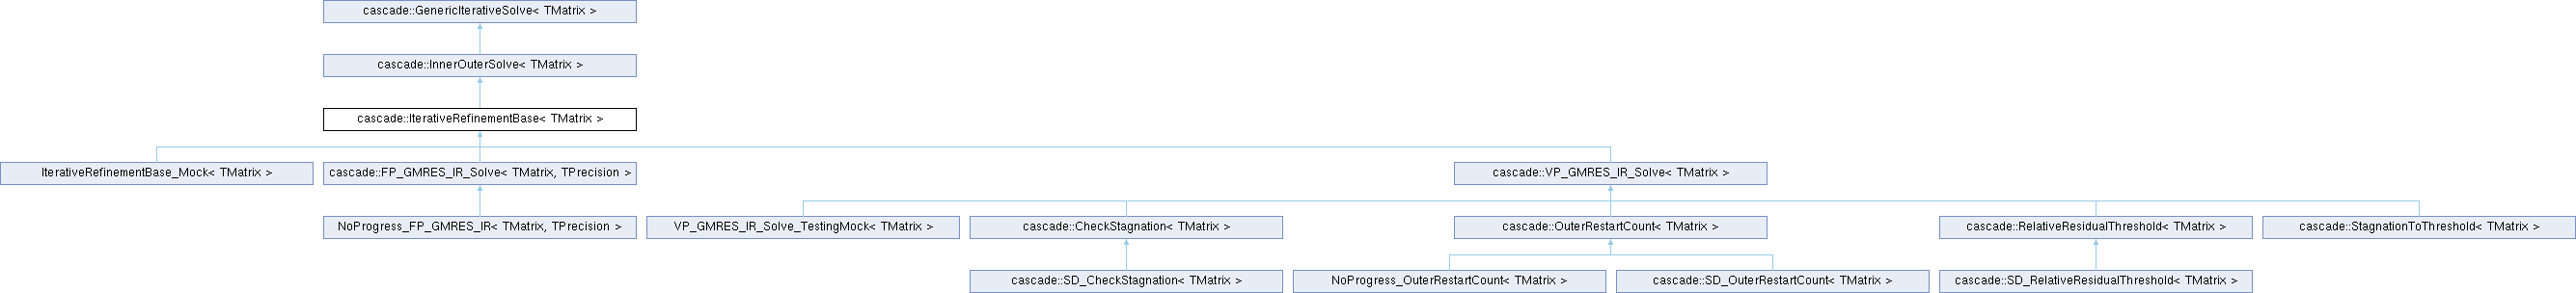 cascade::GenericIterativeSolve< TMatrix >
cascade::InnerOuterSolve< TMatrix >
cascade::IterativeRefinementBase< TMatrix >
IterativeRefinementBase_Mock< TMatrix >
cascade::FP_GMRES_IR_Solve< TMatrix, TPrecision >
cascade::VP_GMRES_IR_Solve< TMatrix >
NoProgress_FP_GMRES_IR< TMatrix, TPrecision >
VP_GMRES_IR_Solve_TestingMock< TMatrix >
cascade::CheckStagnation< TMatrix >
cascade::OuterRestartCount< TMatrix >
cascade::RelativeResidualThreshold< TMatrix >
cascade::StagnationToThreshold< TMatrix >
cascade::SD_CheckStagnation< TMatrix >
NoProgress_OuterRestartCount< TMatrix >
cascade::SD_OuterRestartCount< TMatrix >
cascade::SD_RelativeResidualThreshold< TMatrix >